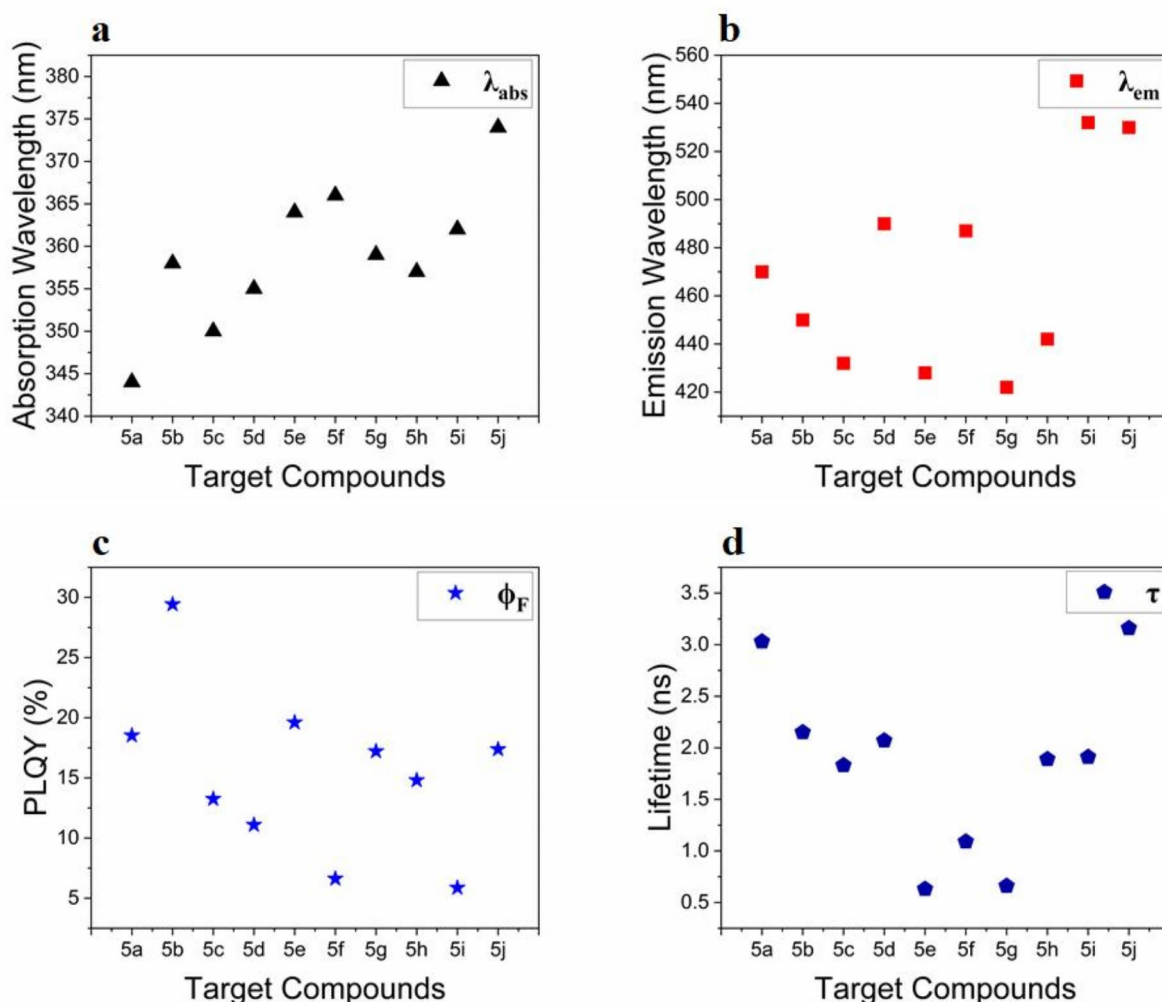 a
Absorption Wavelength (nm)
380
375
370
365
360
355
350
345
340
λabs
5a 5b 5c 5d 5e 5f 5g 5h 5i 5j
Target Compounds
b
Emission Wavelength (nm)
560
540
520
500
480
460
440
420
λem
5a 5b 5c 5d 5e 5f 5g 5h 5i 5j
Target Compounds
c
PLQY (%)
30
25
20
15
10
5
ϕF
5a 5b 5c 5d 5e 5f 5g 5h 5i 5j
Target Compounds
d
Lifetime (ns)
3.5
3.0
2.5
2.0
1.5
1.0
0.5
τ
5a 5b 5c 5d 5e 5f 5g 5h 5i 5j
Target Compounds